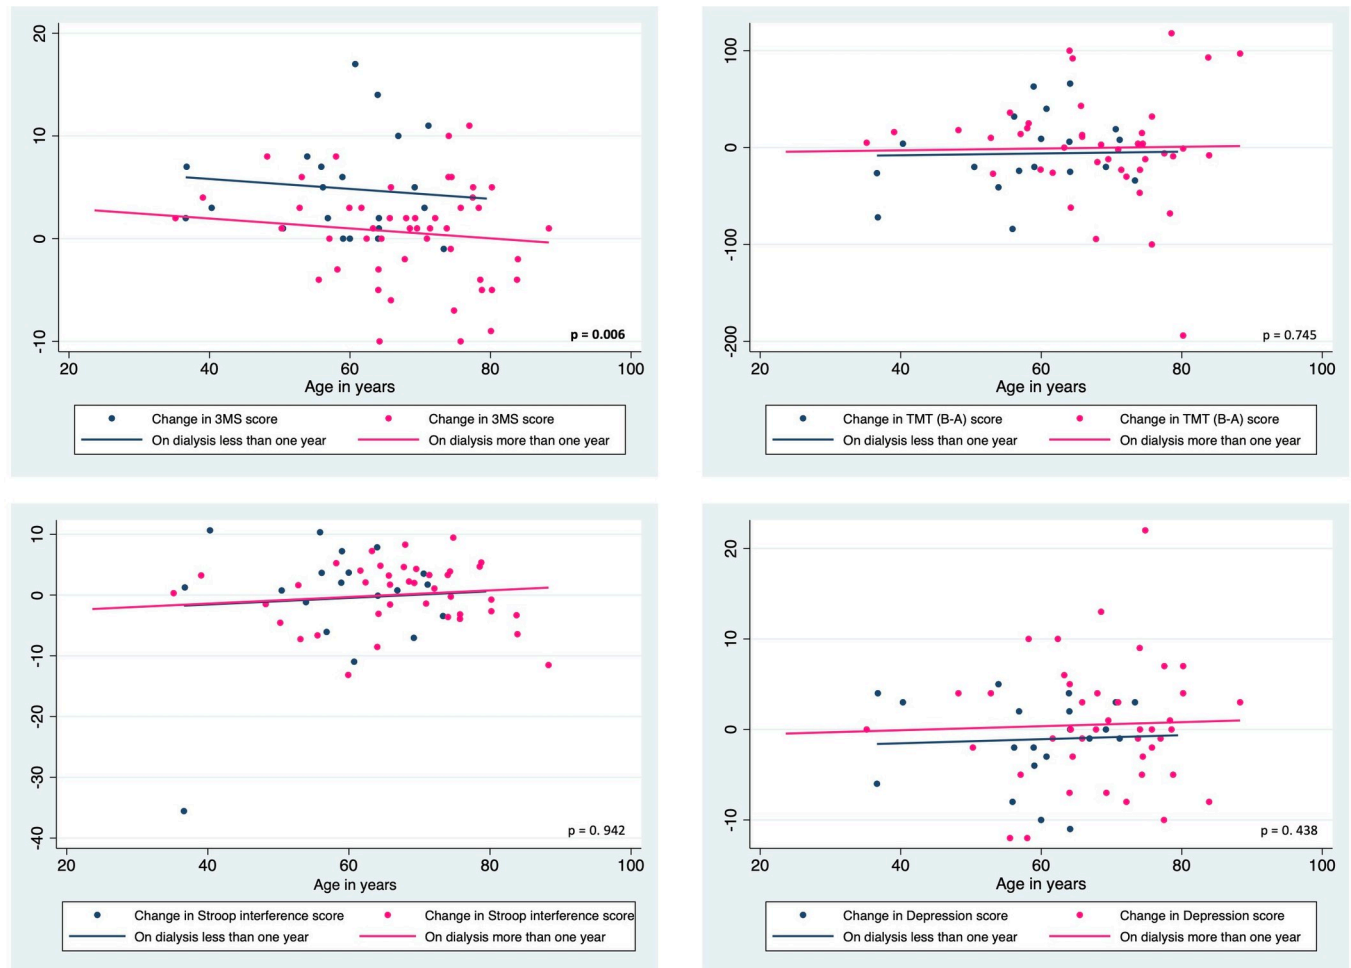 20
10
0
-10
p = 0.006
20 40 60 80 100
Age in years
Change in 3MS score Change in 3MS score
On dialysis less than one year On dialysis more than one year
100
0
-100
-200
p = 0.745
20 40 60 80 100
Age in years
Change in TMT (B-A) score Change in TMT (B-A) score
On dialysis less than one year On dialysis more than one year
10
0
-10
-20
-30
-40
p = 0. 942
20 40 60 80 100
Age in years
Change in Stroop interference score Change in Stroop interference score
On dialysis less than one year On dialysis more than one year
20
10
0
-10
p = 0. 438
20 40 60 80 100
Age in years
Change in Depression score Change in Depression score
On dialysis less than one year On dialysis more than one year